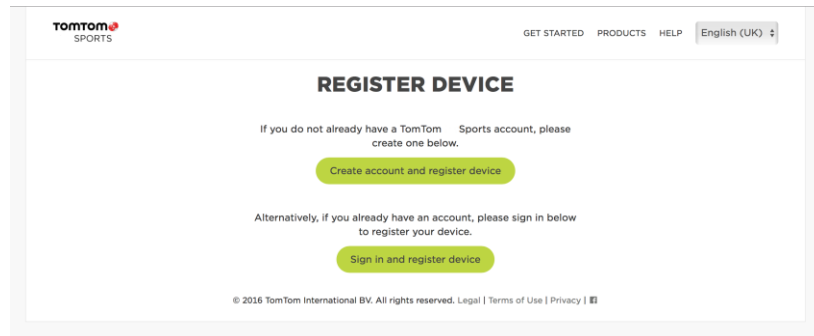 TOMTOM
SPORTS
GET STARTED PRODUCTS HELP English (UK)
REGISTER DEVICE
If you do not already have a TomTom Sports account, please
create one below.
Create account and register device
Alternatively, if you already have an account, please sign in below
to register your device.
Sign in and register device
© 2016 TomTom International BV. All rights reserved. Legal | Terms of Use | Privacy |